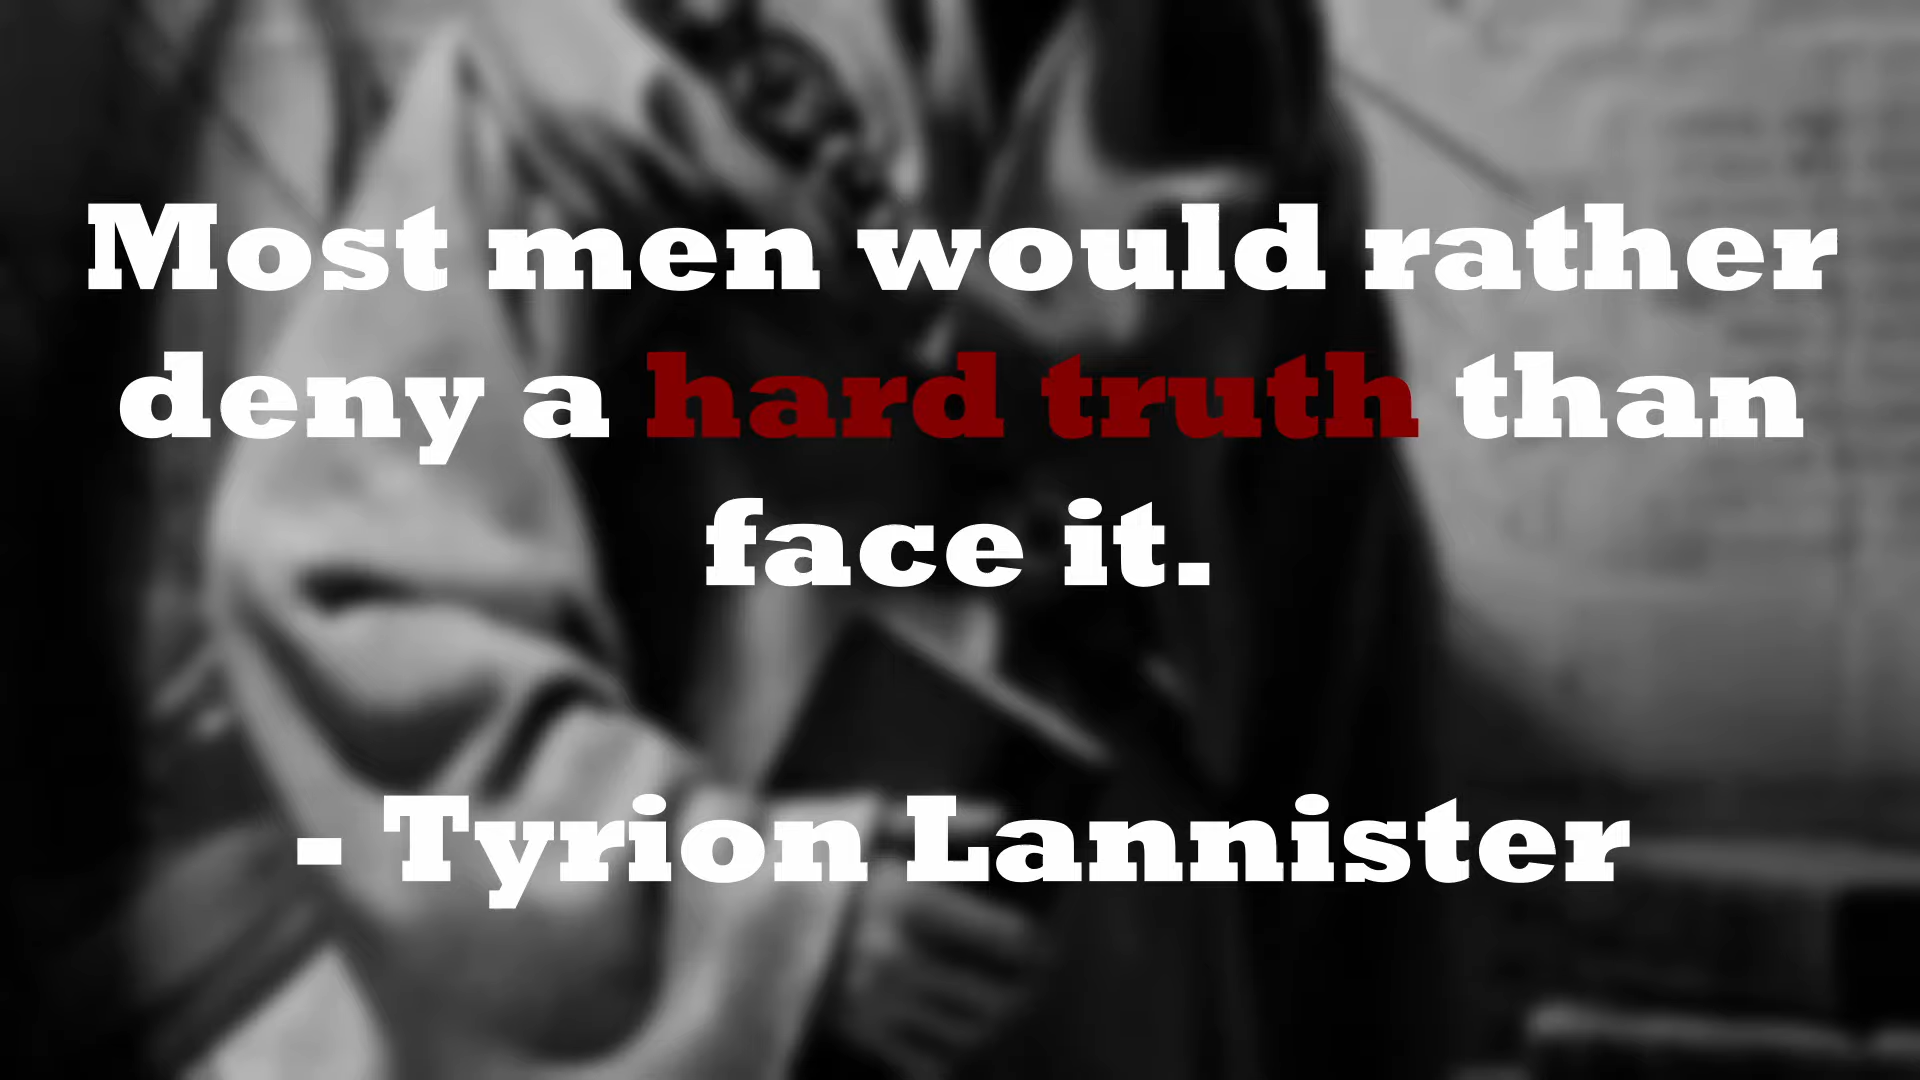 Most men would rather
deny a hard truth than
face it.
- Tyrion Lannister